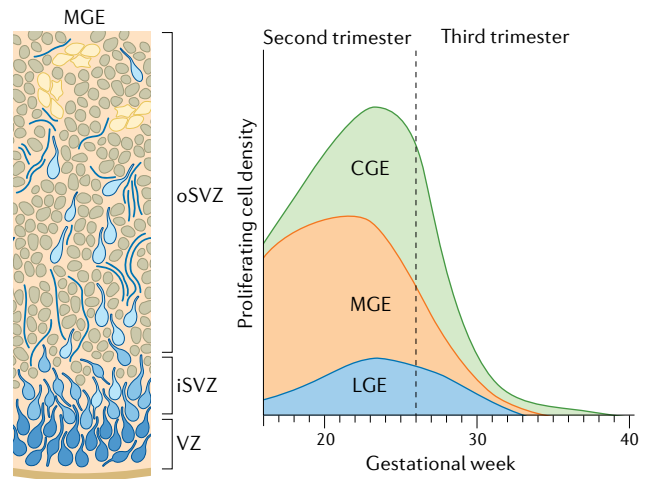 MGE
oSVZ
iSVZ
VZ
Second trimester
Third trimester
Proliferating cell density
CGE
MGE
LGE
20
30
40
Gestational week